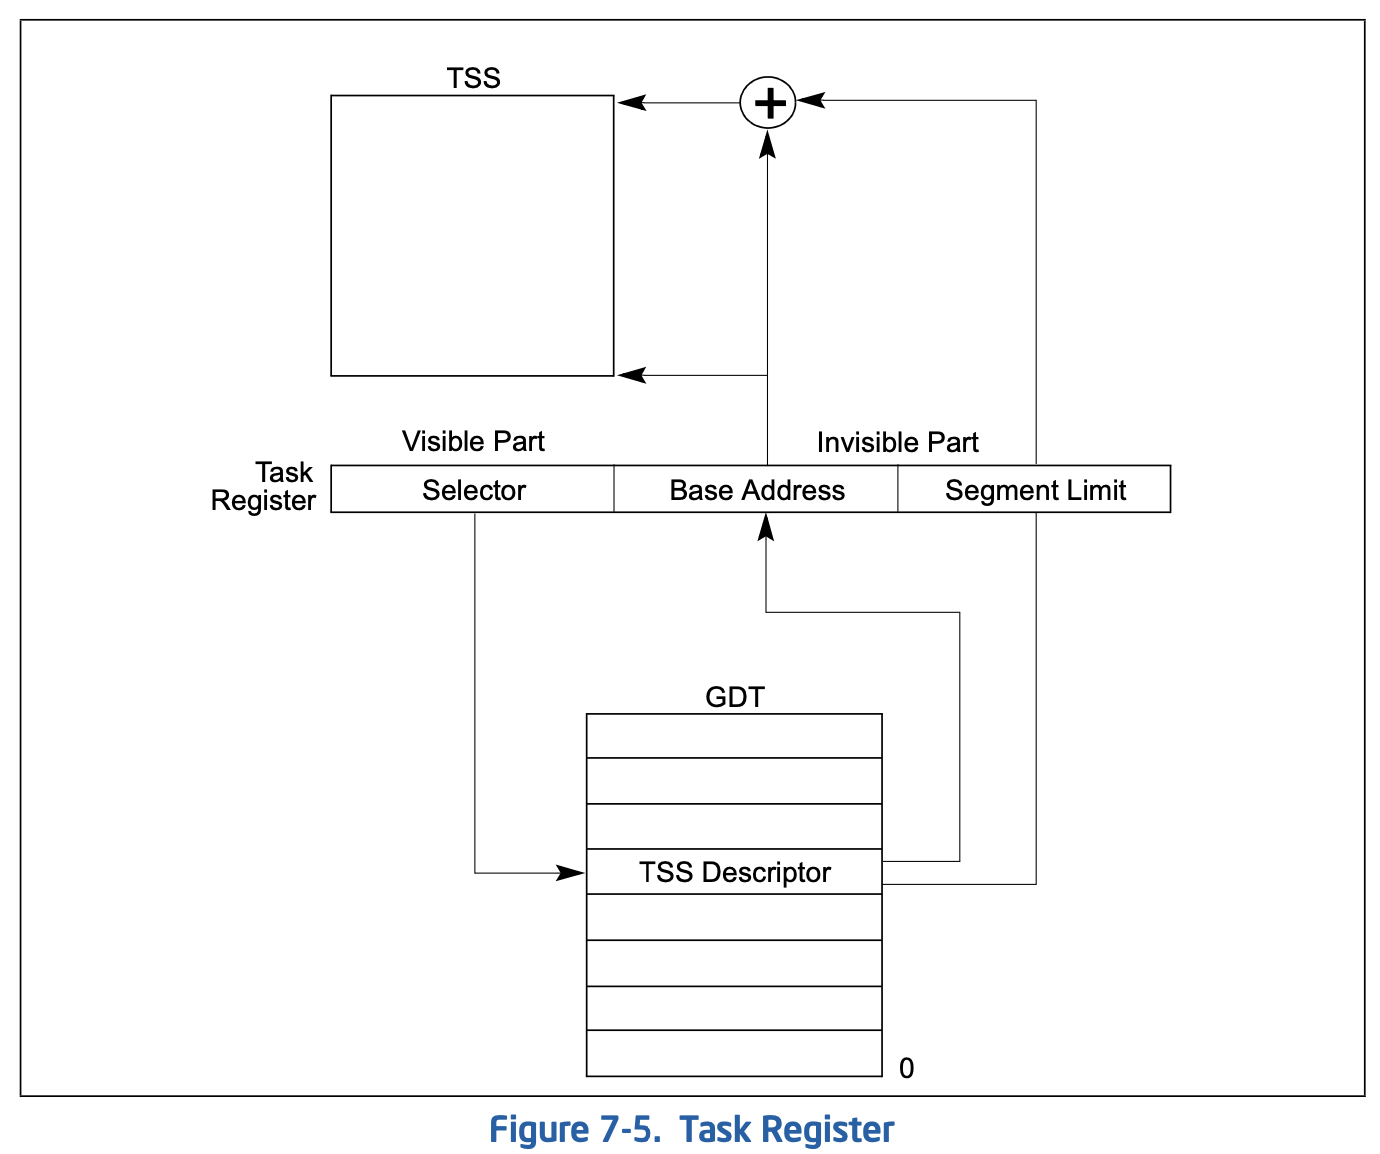 TSS
+
Visible Part
Invisible Part
Task
Register
Selector
Base Address
Segment Limit
GDT
TSS Descriptor
0
Figure 7-5. Task Register